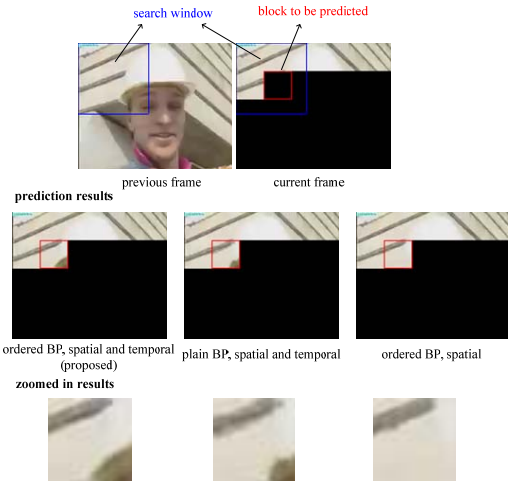 search window
block to be predicted
previous frame
current frame
prediction results
ordered BP, spatial and temporal
(proposed)
plain BP, spatial and temporal
ordered BP, spatial
zoomed in results